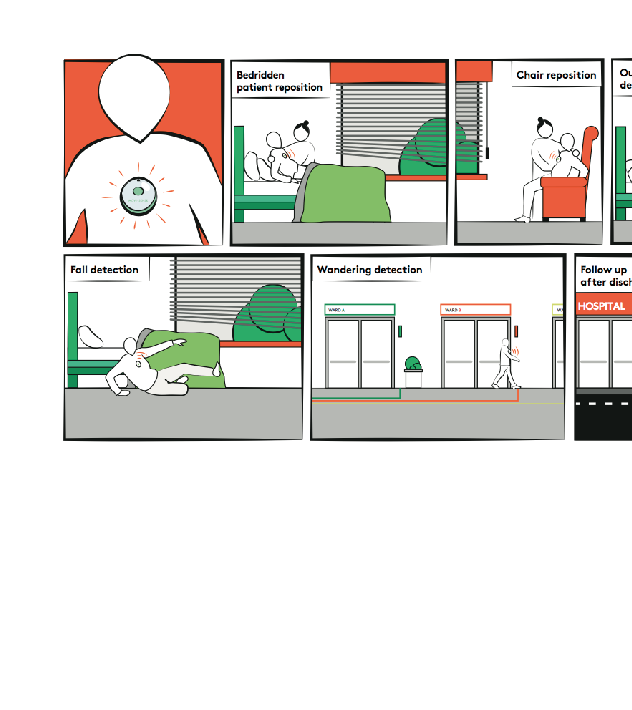 Bedridden
patient reposition
Chair reposition
Ou
de
Fall detection
Wandering detection
WARD A
WARD B
Follow up
after disch
HOSPITAL